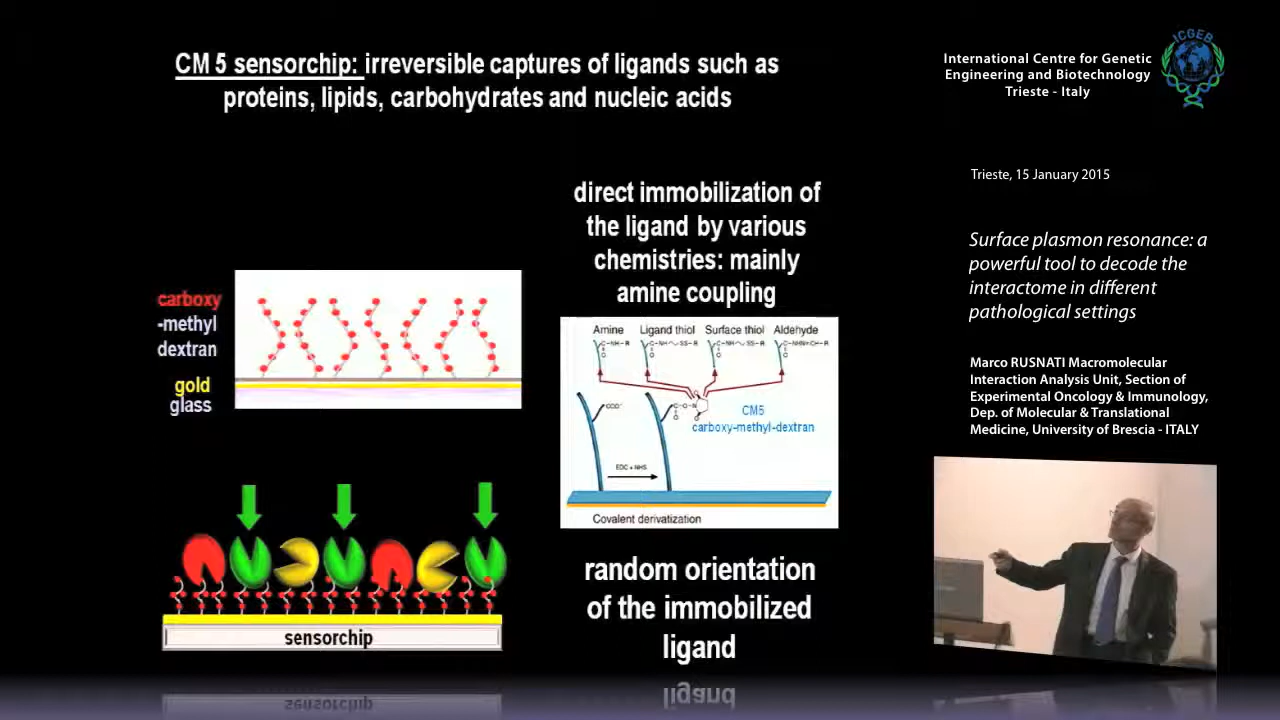 CM 5 sensorchip: irreversible captures of ligands such as
proteins, lipids, carbohydrates and nucleic acids
direct immobilization of
the ligand by various
chemistries: mainly
amine coupling
carboxy
-methyl
dextran
gold
glass
Amine Ligand thiol Surface thiol Aldehyde
COO⁻
EDC + NHS
CM5
carboxy-methyl-dextran
Covalent derivatization
sensorchip
random orientation
of the immobilized
ligand
International Centre for Genetic
Engineering and Biotechnology
Trieste - Italy
ICGEB
Trieste, 15 January 2015
Surface plasmon resonance: a
powerful tool to decode the
interactome in different
pathological settings
Marco RUSNATI Macromolecular
Interaction Analysis Unit, Section of
Experimental Oncology & Immunology,
Dep. of Molecular & Translational
Medicine, University of Brescia - ITALY